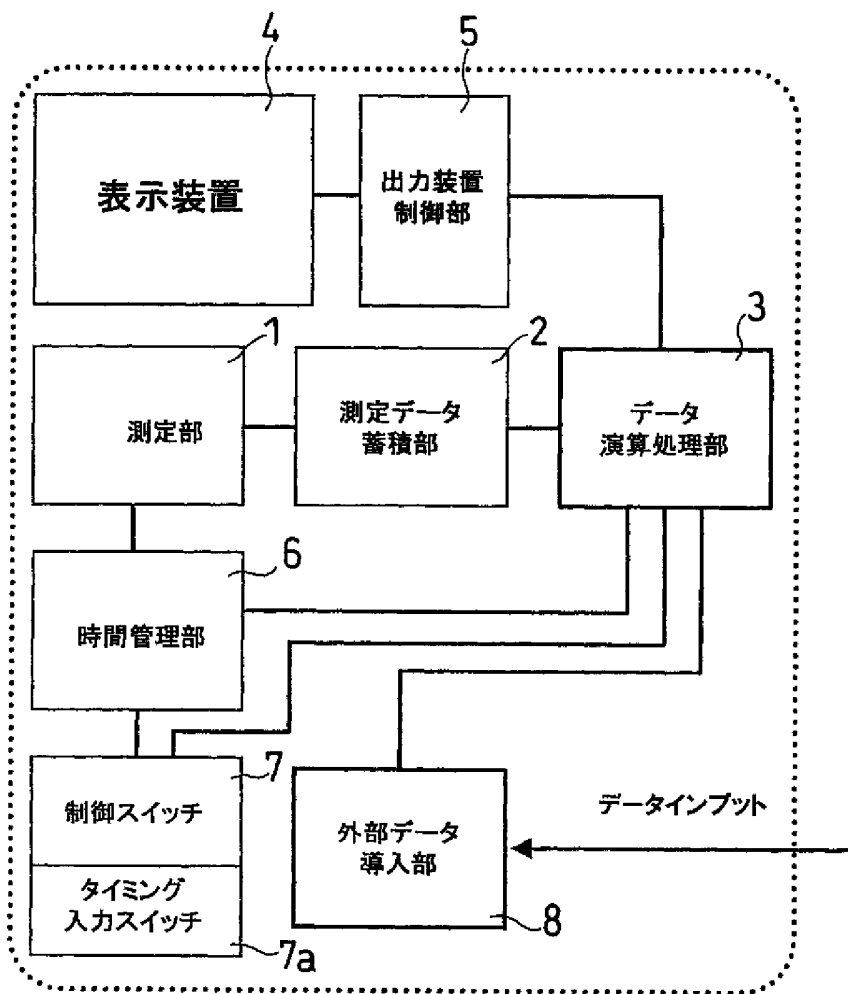 4
5
表示装置
出力装置
制御部
1
2
3
測定部
測定データ
蓄積部
データ
演算処理部
6
時間管理部
7
制御スイッチ
タイミング
入力スイッチ
7a
外部データ
導入部
8
データインプット